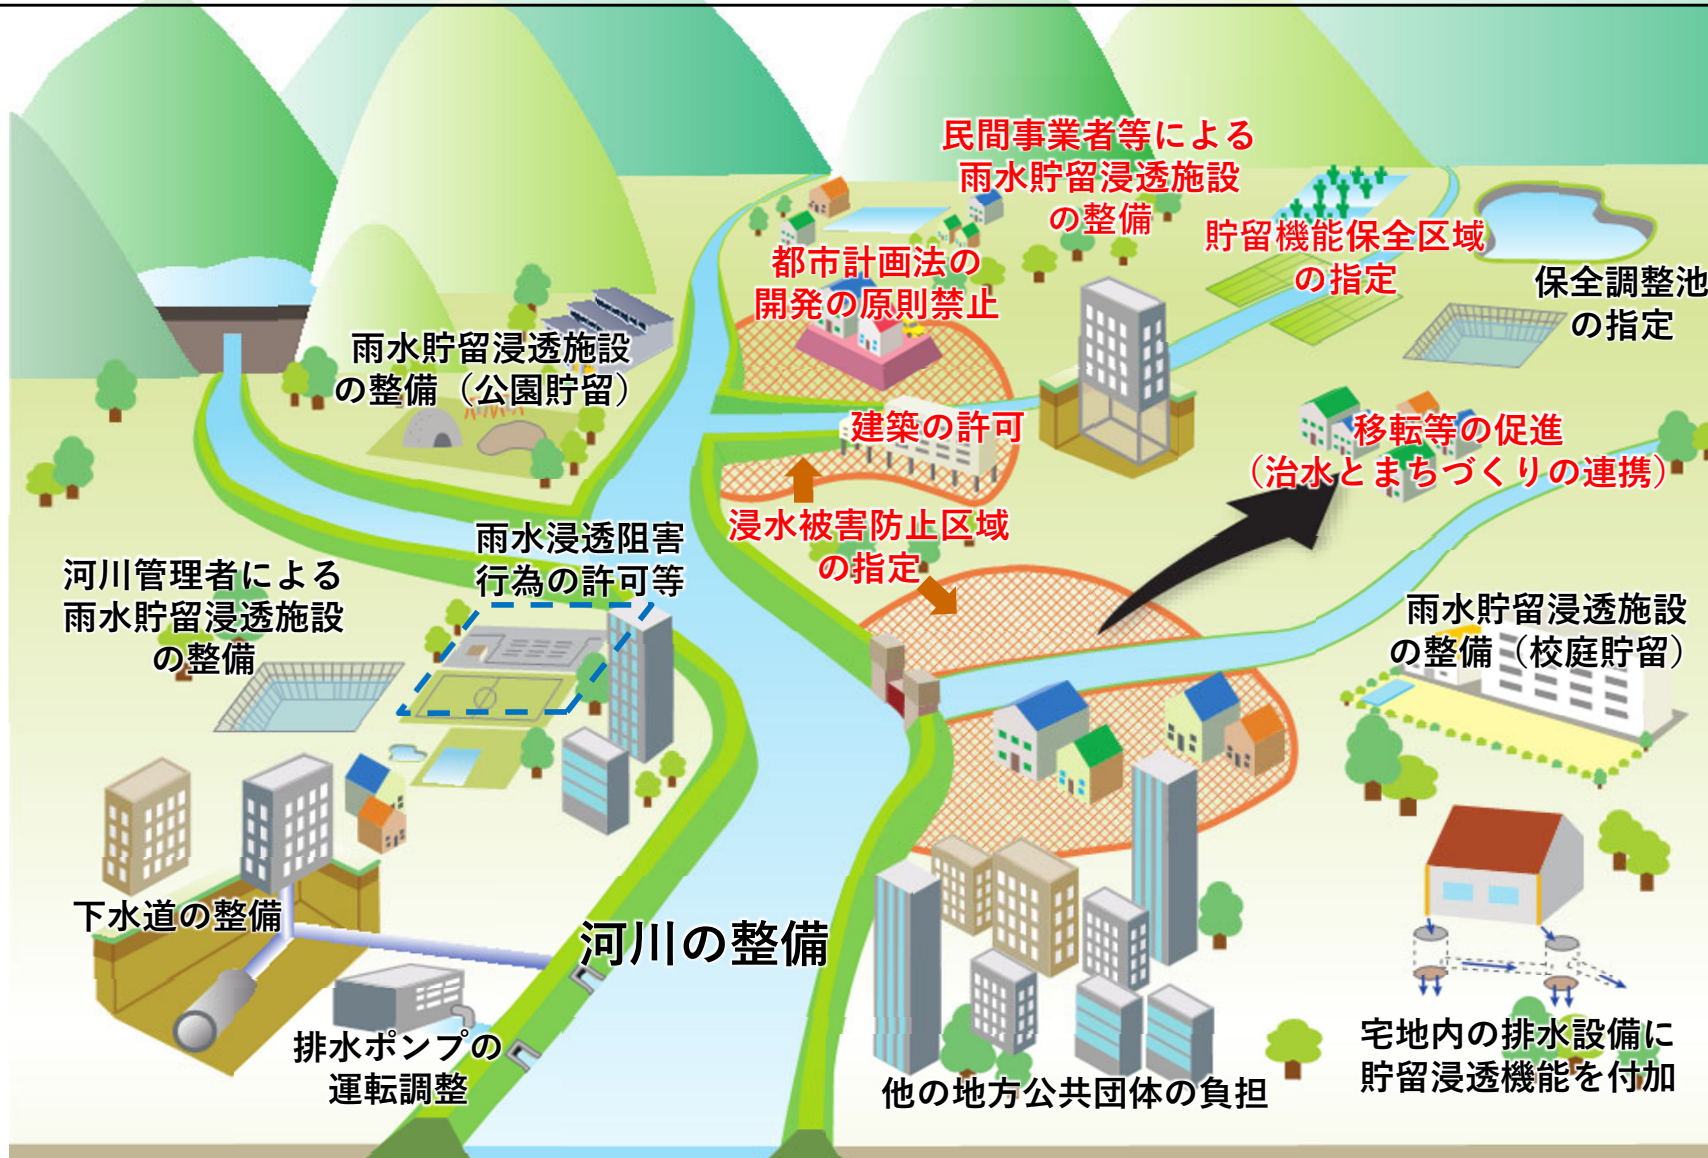 民間事業者等による
雨水貯留浸透施設
の整備
都市計画法の
開発の原則禁止
貯留機能保全区域
の指定
保全調整池
の指定
雨水貯留浸透施設
の整備（公園貯留）
建築の許可
移転等の促進
（治水とまちづくりの連携）
浸水被害防止区域
の指定
雨水浸透阻害
行為の許可等
河川管理者による
雨水貯留浸透施設
の整備
雨水貯留浸透施設
の整備（校庭貯留）
下水道の整備
河川の整備
排水ポンプの
運転調整
他の地方公共団体の負担
宅地内の排水設備に
貯留浸透機能を付加